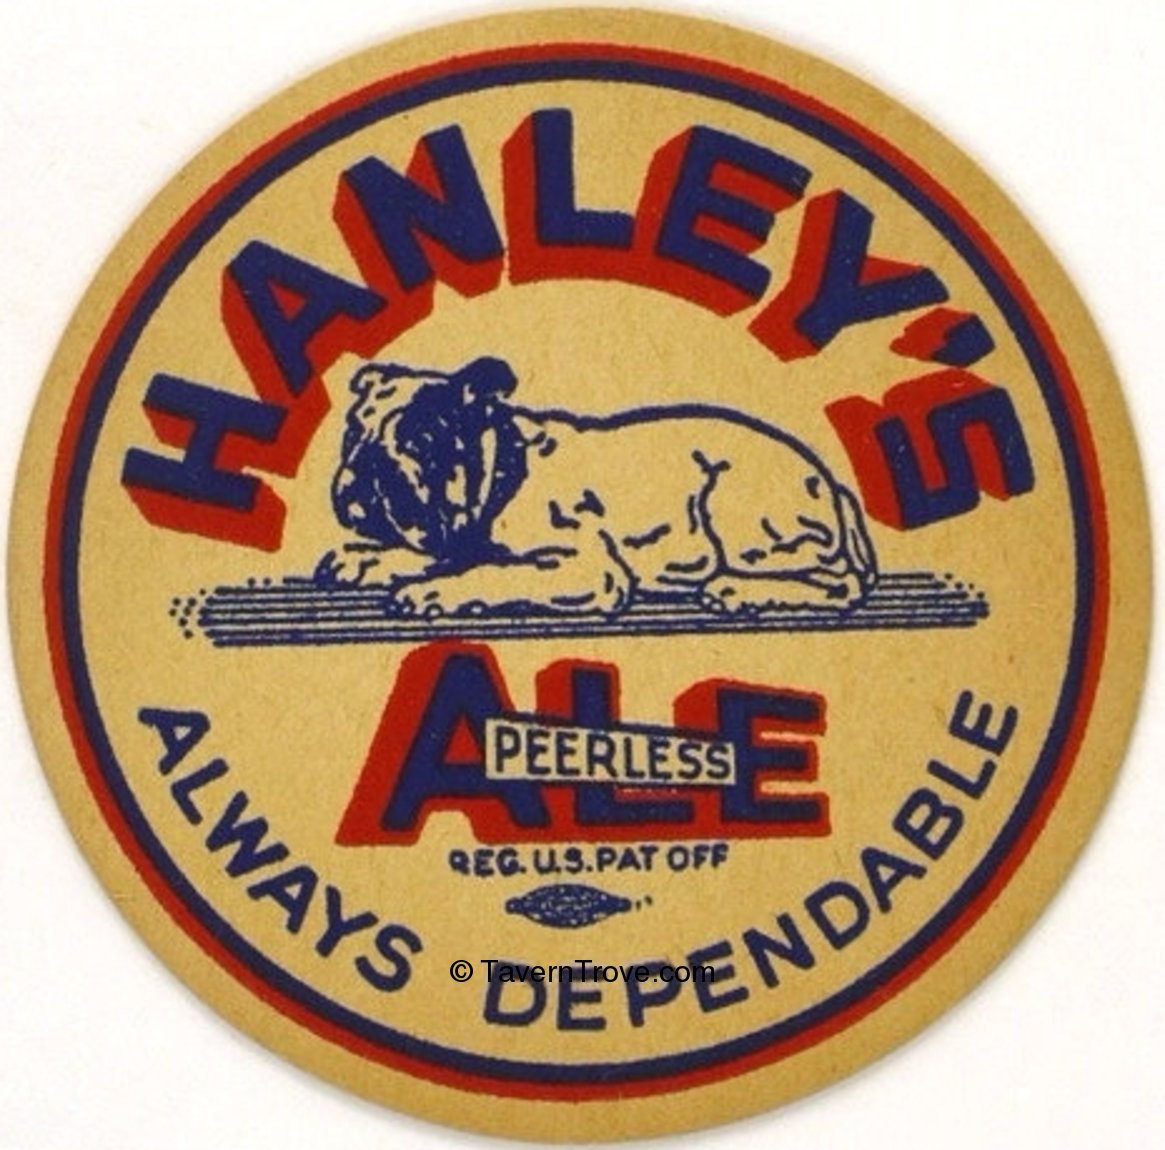 HANLEY'S
ALE
PEERLESS
REG. U.S. PAT OFF
ALWAYS DEPENDABLE
© TavernTrove.com